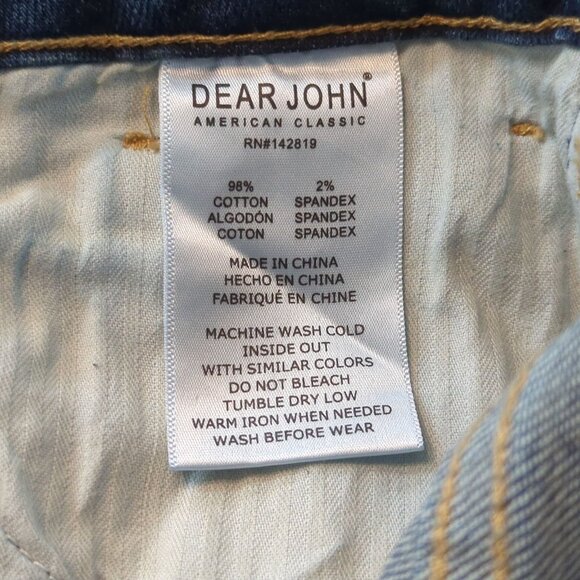 DEAR JOHN®
AMERICAN CLASSIC
RN#142819
98% 2%
COTTON SPANDEX
ALGODÓN SPANDEX
COTON SPANDEX
MADE IN CHINA
HECHO EN CHINA
FABRIQUÉ EN CHINE
MACHINE WASH COLD
INSIDE OUT
WITH SIMILAR COLORS
DO NOT BLEACH
TUMBLE DRY LOW
WARM IRON WHEN NEEDED
WASH BEFORE WEAR